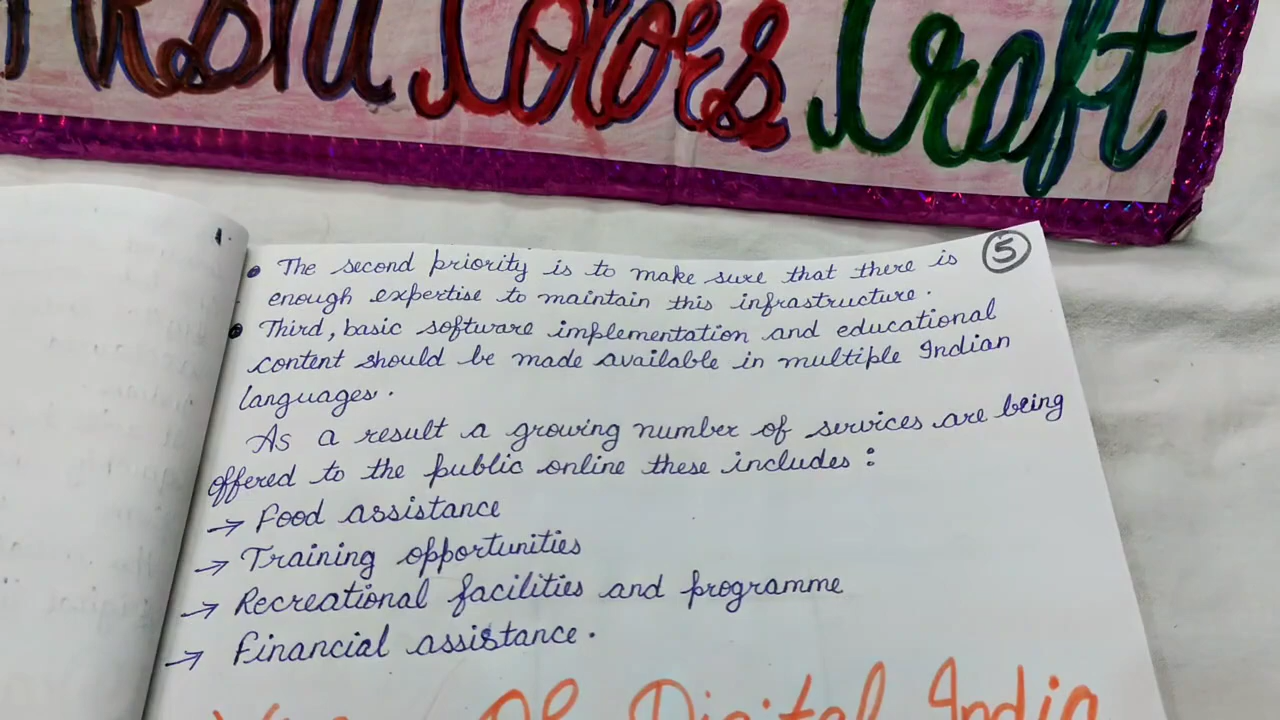 Colors Craft
5
• The second priority is to make sure that there is
enough expertise to maintain this infrastructure.
• Third, basic software implementation and educational
content should be made available in multiple Indian
languages.
As a result a growing number of services are being
offered to the public online these includes :
→ Food assistance
→ Training opportunities
→ Recreational facilities and programme
→ Financial assistance.
Of Digital India